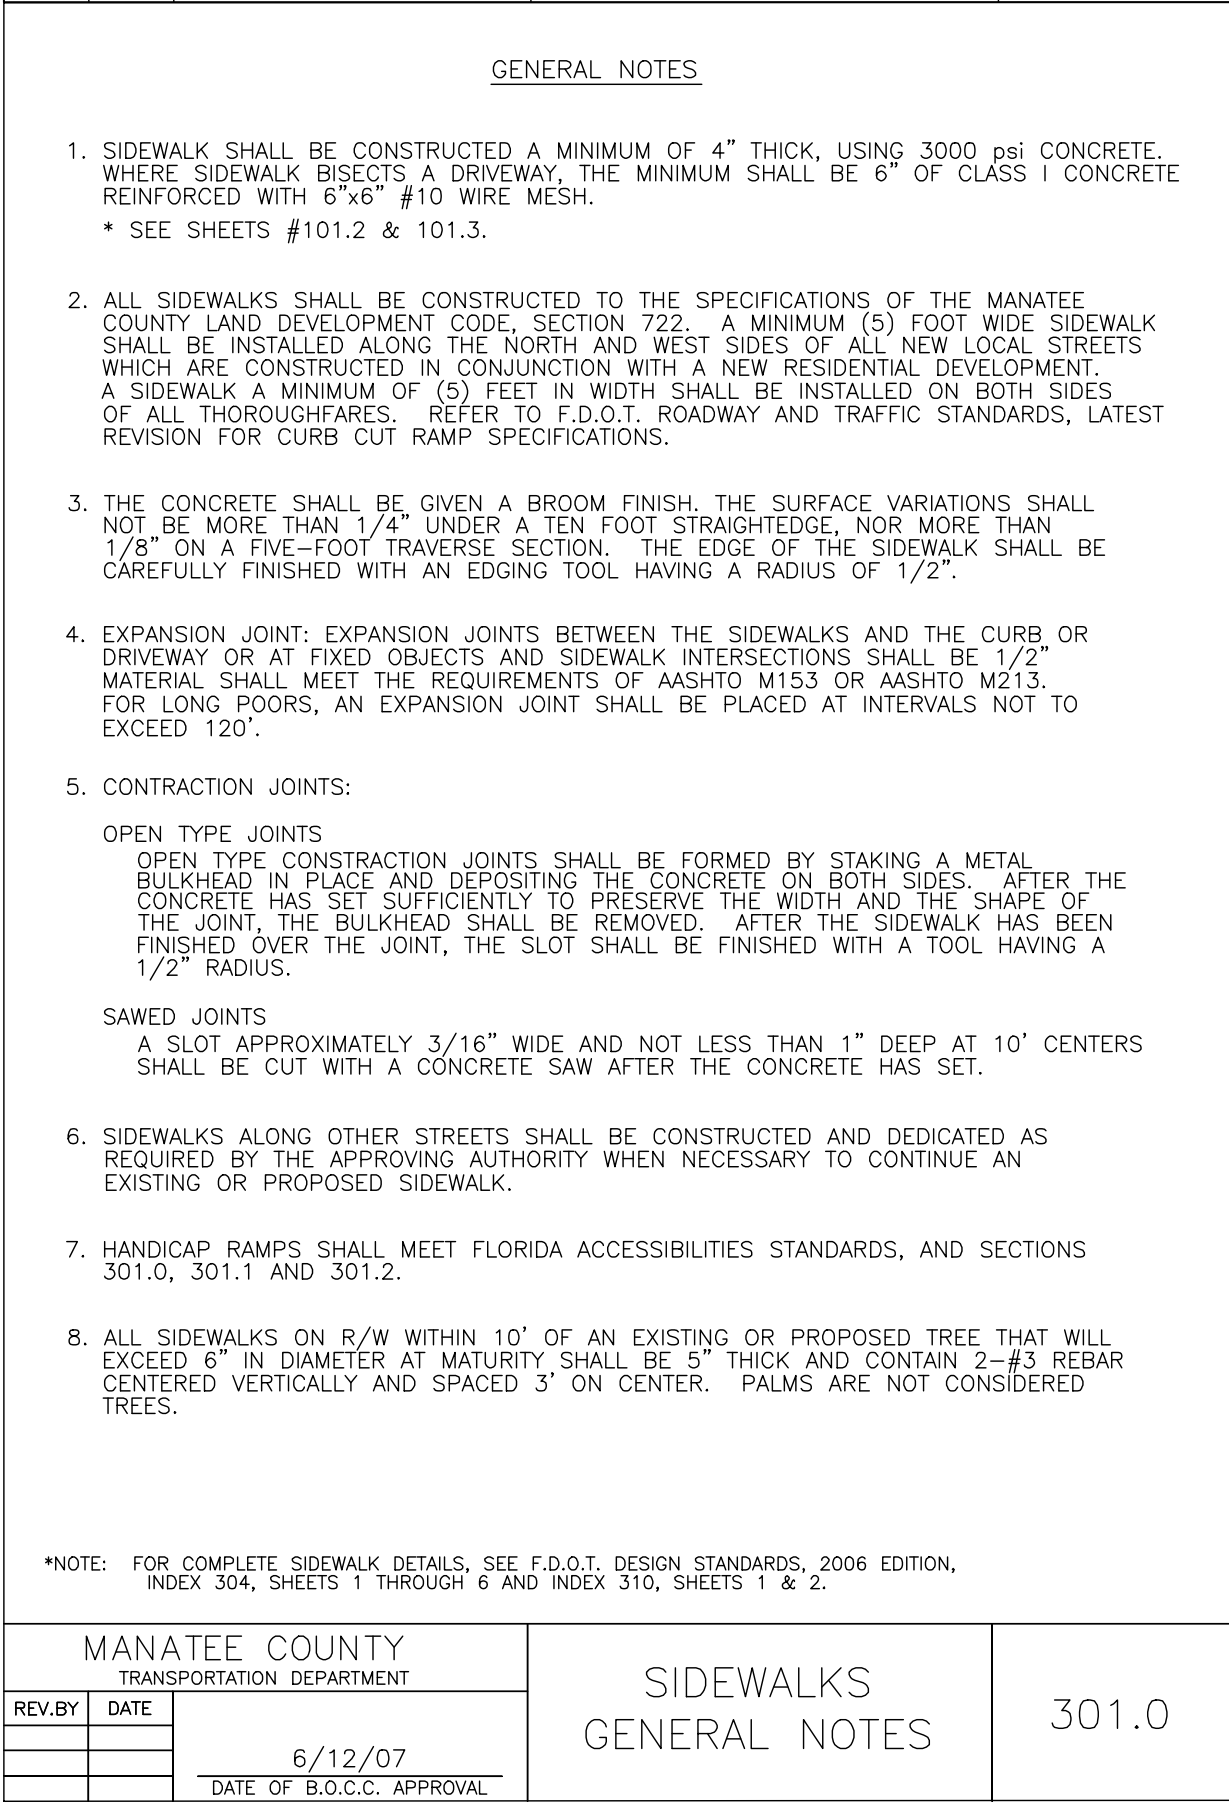 GENERAL NOTES
1. SIDEWALK SHALL BE CONSTRUCTED A MINIMUM OF 4" THICK, USING 3000 psi CONCRETE.
WHERE SIDEWALK BISECTS A DRIVEWAY, THE MINIMUM SHALL BE 6" OF CLASS I CONCRETE
REINFORCED WITH 6"x6" #10 WIRE MESH.
* SEE SHEETS #101.2 & 101.3.
2. ALL SIDEWALKS SHALL BE CONSTRUCTED TO THE SPECIFICATIONS OF THE MANATEE
COUNTY LAND DEVELOPMENT CODE, SECTION 722. A MINIMUM (5) FOOT WIDE SIDEWALK
SHALL BE INSTALLED ALONG THE NORTH AND WEST SIDES OF ALL NEW LOCAL STREETS
WHICH ARE CONSTRUCTED IN CONJUNCTION WITH A NEW RESIDENTIAL DEVELOPMENT.
A SIDEWALK A MINIMUM OF (5) FEET IN WIDTH SHALL BE INSTALLED ON BOTH SIDES
OF ALL THOROUGHFARES. REFER TO F.D.O.T. ROADWAY AND TRAFFIC STANDARDS, LATEST
REVISION FOR CURB CUT RAMP SPECIFICATIONS.
3. THE CONCRETE SHALL BE GIVEN A BROOM FINISH. THE SURFACE VARIATIONS SHALL
NOT BE MORE THAN 1/4" UNDER A TEN FOOT STRAIGHTEDGE, NOR MORE THAN
1/8" ON A FIVE-FOOT TRAVERSE SECTION. THE EDGE OF THE SIDEWALK SHALL BE
CAREFULLY FINISHED WITH AN EDGING TOOL HAVING A RADIUS OF 1/2".
4. EXPANSION JOINT: EXPANSION JOINTS BETWEEN THE SIDEWALKS AND THE CURB OR
DRIVEWAY OR AT FIXED OBJECTS AND SIDEWALK INTERSECTIONS SHALL BE 1/2"
MATERIAL SHALL MEET THE REQUIREMENTS OF AASHTO M153 OR AASHTO M213.
FOR LONG POORS, AN EXPANSION JOINT SHALL BE PLACED AT INTERVALS NOT TO
EXCEED 120'.
5. CONTRACTION JOINTS:
OPEN TYPE JOINTS
OPEN TYPE CONSTRACTION JOINTS SHALL BE FORMED BY STAKING A METAL
BULKHEAD IN PLACE AND DEPOSITING THE CONCRETE ON BOTH SIDES. AFTER THE
CONCRETE HAS SET SUFFICIENTLY TO PRESERVE THE WIDTH AND THE SHAPE OF
THE JOINT, THE BULKHEAD SHALL BE REMOVED. AFTER THE SIDEWALK HAS BEEN
FINISHED OVER THE JOINT, THE SLOT SHALL BE FINISHED WITH A TOOL HAVING A
1/2" RADIUS.
SAWED JOINTS
A SLOT APPROXIMATELY 3/16" WIDE AND NOT LESS THAN 1" DEEP AT 10' CENTERS
SHALL BE CUT WITH A CONCRETE SAW AFTER THE CONCRETE HAS SET.
6. SIDEWALKS ALONG OTHER STREETS SHALL BE CONSTRUCTED AND DEDICATED AS
REQUIRED BY THE APPROVING AUTHORITY WHEN NECESSARY TO CONTINUE AN
EXISTING OR PROPOSED SIDEWALK.
7. HANDICAP RAMPS SHALL MEET FLORIDA ACCESSIBILITIES STANDARDS, AND SECTIONS
301.0, 301.1 AND 301.2.
8. ALL SIDEWALKS ON R/W WITHIN 10' OF AN EXISTING OR PROPOSED TREE THAT WILL
EXCEED 6" IN DIAMETER AT MATURITY SHALL BE 5" THICK AND CONTAIN 2-#3 REBAR
CENTERED VERTICALLY AND SPACED 3' ON CENTER. PALMS ARE NOT CONSIDERED
TREES.
*NOTE: FOR COMPLETE SIDEWALK DETAILS, SEE F.D.O.T. DESIGN STANDARDS, 2006 EDITION,
INDEX 304, SHEETS 1 THROUGH 6 AND INDEX 310, SHEETS 1 & 2.
MANATEE COUNTY
TRANSPORTATION DEPARTMENT
REV.BY DATE
6/12/07
DATE OF B.O.C.C. APPROVAL
SIDEWALKS
GENERAL NOTES
301.0